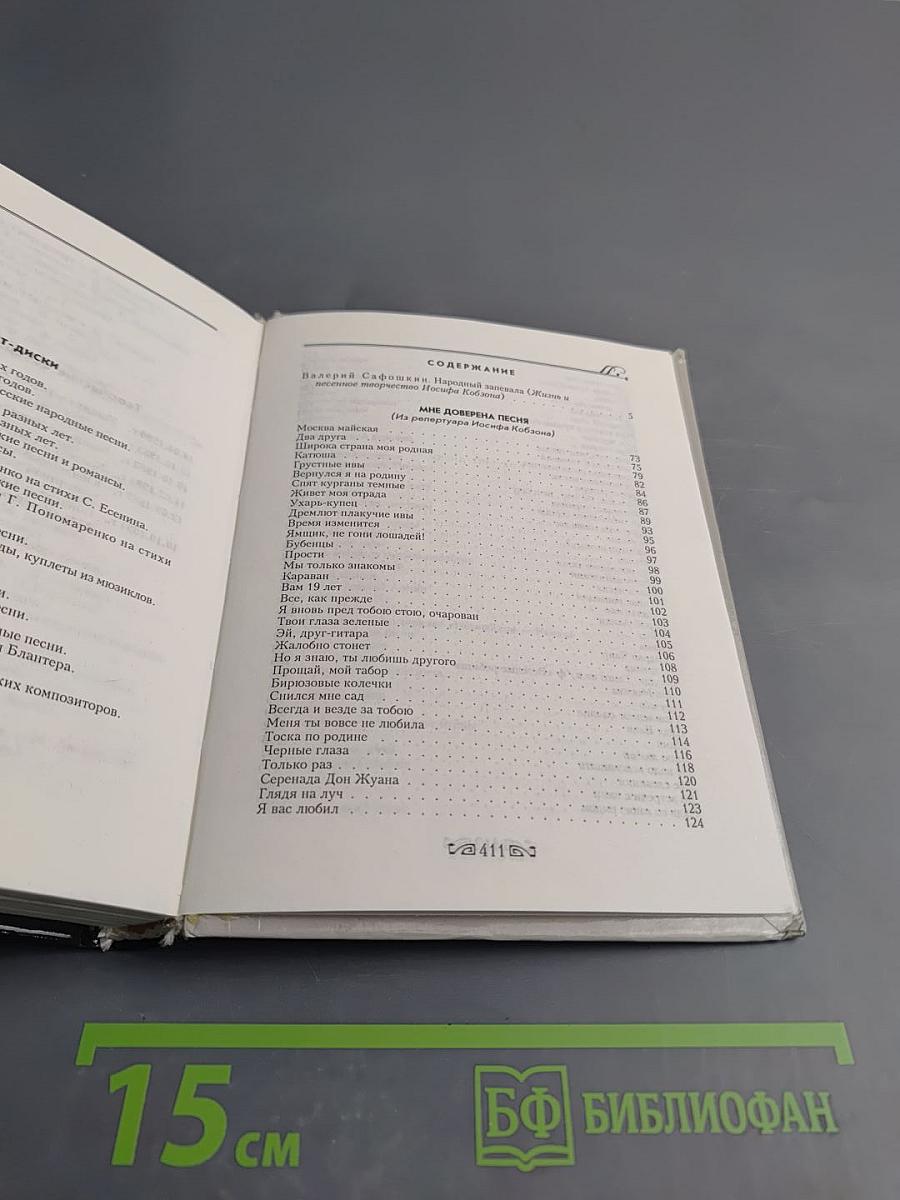 Т-ДИСКИ
х годов.
годов.
сские народные песни.
разных лет.
зных лет.
кие песни и романсы.
сы.
нко на стихи С. Есенина.
кие песни.
Г. Пономаренко на стихи
есни.
ды, куплеты из мюзиклов.
и.
сни.
ные песни.
и Блантера.
ких композиторов.
СОДЕРЖАНИЕ
Валерий Сафошкин. Народный запевала (Жизнь и
песенное творчество Иосифа Кобзона) 5
МНЕ ДОВЕРЕНА ПЕСНЯ
(Из репертуара Иосифа Кобзона)
Москва майская 73
Два друга 75
Широка страна моя родная 79
Катюша 82
Грустные ивы 84
Вернулся я на родину 86
Спят курганы темные 87
Живет моя отрада 89
Ухарь-купец 93
Дремлют плакучие ивы 95
Время изменится 96
Ямщик, не гони лошадей! 97
Бубенцы 98
Прости 99
Мы только знакомы 100
Караван 101
Вам 19 лет 102
Все, как прежде 103
Я вновь пред тобою стою, очарован 104
Твои глаза зеленые 105
Эй, друг-гитара 106
Жалобно стонет 108
Но я знаю, ты любишь другого 109
Прощай, мой табор 110
Бирюзовые колечки 111
Снился мне сад 112
Всегда и везде за тобою 113
Меня ты вовсе не любила 114
Тоска по родине 116
Черные глаза 118
Только раз 120
Серенада Дон Жуана 121
Глядя на луч 123
Я вас любил 124
411
15 см
БФ БИБЛИОФАН